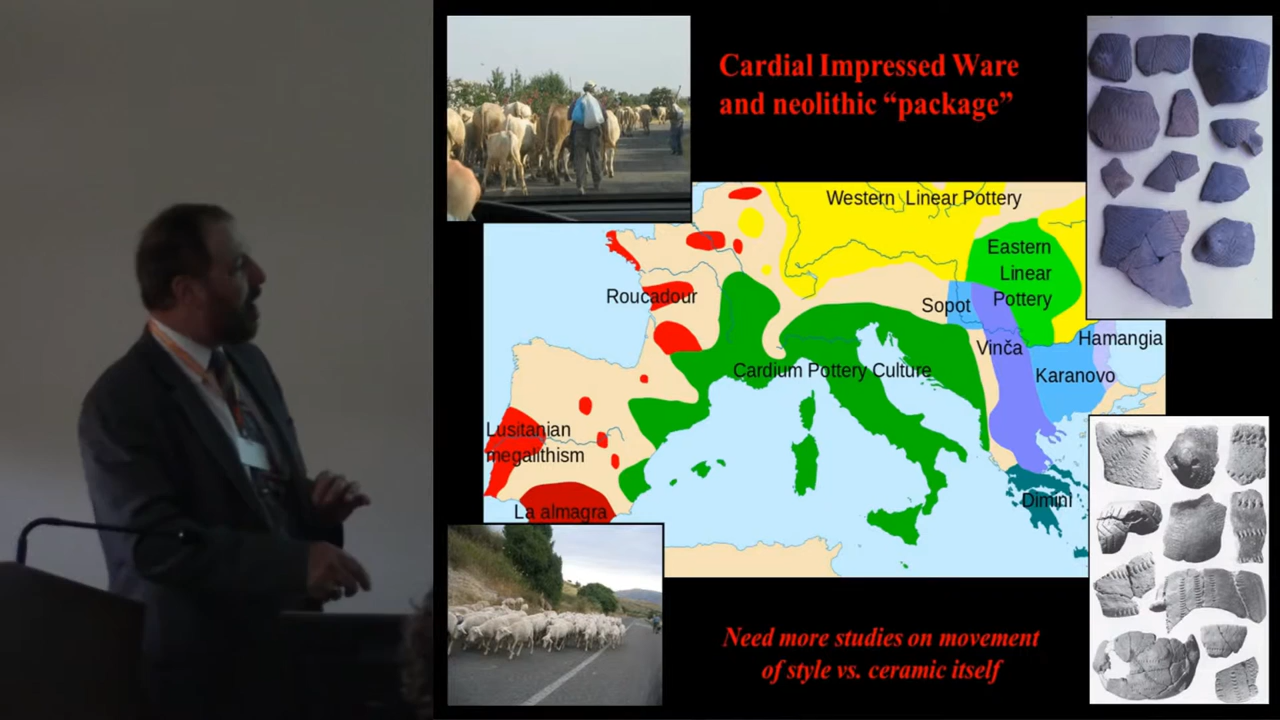 Cardial Impressed Ware
and neolithic “package”
Western Linear Pottery
Eastern
Linear
Pottery
Roucadour
Sopot
Vinča
Hamangia
Cardium Pottery Culture
Karanovo
Lusitanian
megalithism
Dimini
La almagra
Need more studies on movement
of style vs. ceramic itself